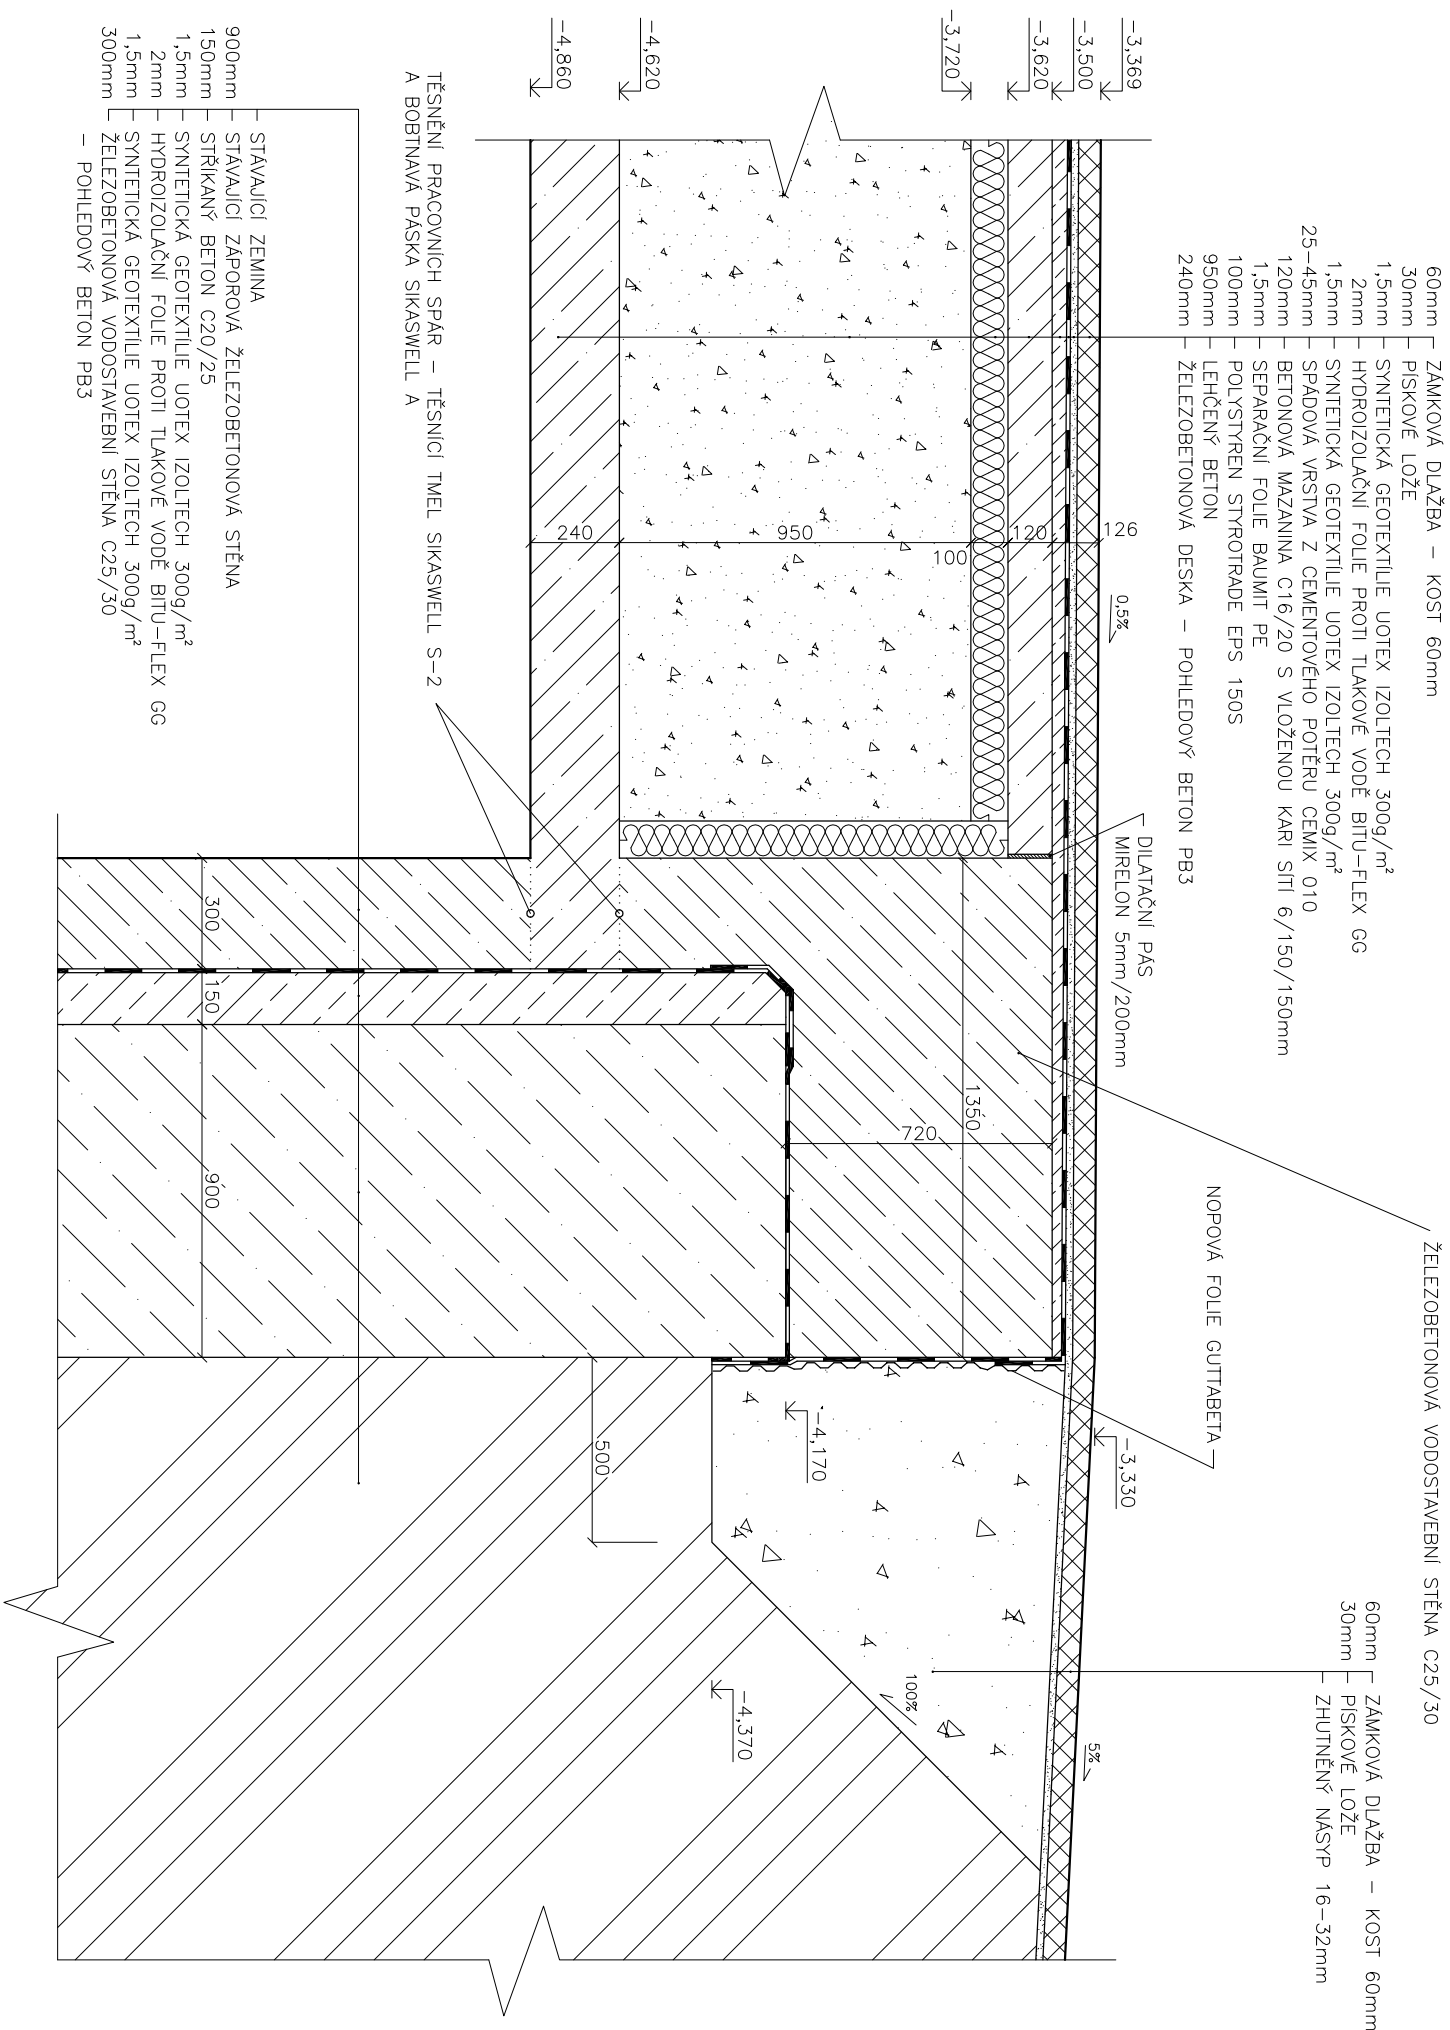 60mm ZÁMKOVÁ DLAŽBA – KOST 60mm
30mm PÍSKOVÉ LOŽE
1,5mm SYNTETICKÁ GEOTEXTÍLIE UOTEX IZOLTECH 300g/m²
2mm HYDROIZOLAČNÍ FOLIE PROTI TLAKOVÉ VODĚ BITU–FLEX GG
1,5mm SYNTETICKÁ GEOTEXTÍLIE UOTEX IZOLTECH 300g/m²
25–45mm SPÁDOVÁ VRSTVA Z CEMENTOVÉHO POTĚRU CEMIX 010
120mm BETONOVÁ MAZANINA C16/20 S VLOŽENOU KARI SÍTÍ 6/150/150mm
1,5mm SEPARAČNÍ FOLIE BAUMIT PE
100mm POLYSTYREN STYROTRADE EPS 150S
950mm LEHČENÝ BETON
240mm ŽELEZOBETONOVÁ DESKA – POHLEDOVÝ BETON PB3
ŽELEZOBETONOVÁ VODOSTAVEBNÍ STĚNA C25/30
60mm ZÁMKOVÁ DLAŽBA – KOST 60mm
30mm PÍSKOVÉ LOŽE
ZHUTNĚNÝ NÁSYP 16–32mm
NOPOVÁ FOLIE GUTTABETA
DILATAČNÍ PÁS
MIRELON 5mm/200mm
-3,369
-3,500
-3,620
-3,720
-4,620
-4,860
126
120
100
950
240
0,5%
1350
720
-3,330
5%
-4,170
100%
-4,370
500
300
150
900
TĚSNĚNÍ PRACOVNÍCH SPÁR – TĚSNÍCÍ TMEL SIKASWELL S–2
A BOBTNAVÁ PÁSKA SIKASWELL A
STÁVAJÍCÍ ZEMINA
900mm STÁVAJÍCÍ ZÁPOROVÁ ŽELEZOBETONOVÁ STĚNA
150mm STŘÍKANÝ BETON C20/25
1,5mm SYNTETICKÁ GEOTEXTÍLIE UOTEX IZOLTECH 300g/m²
2mm HYDROIZOLAČNÍ FOLIE PROTI TLAKOVÉ VODĚ BITU–FLEX GG
1,5mm SYNTETICKÁ GEOTEXTÍLIE UOTEX IZOLTECH 300g/m²
300mm ŽELEZOBETONOVÁ VODOSTAVEBNÍ STĚNA C25/30
– POHLEDOVÝ BETON PB3